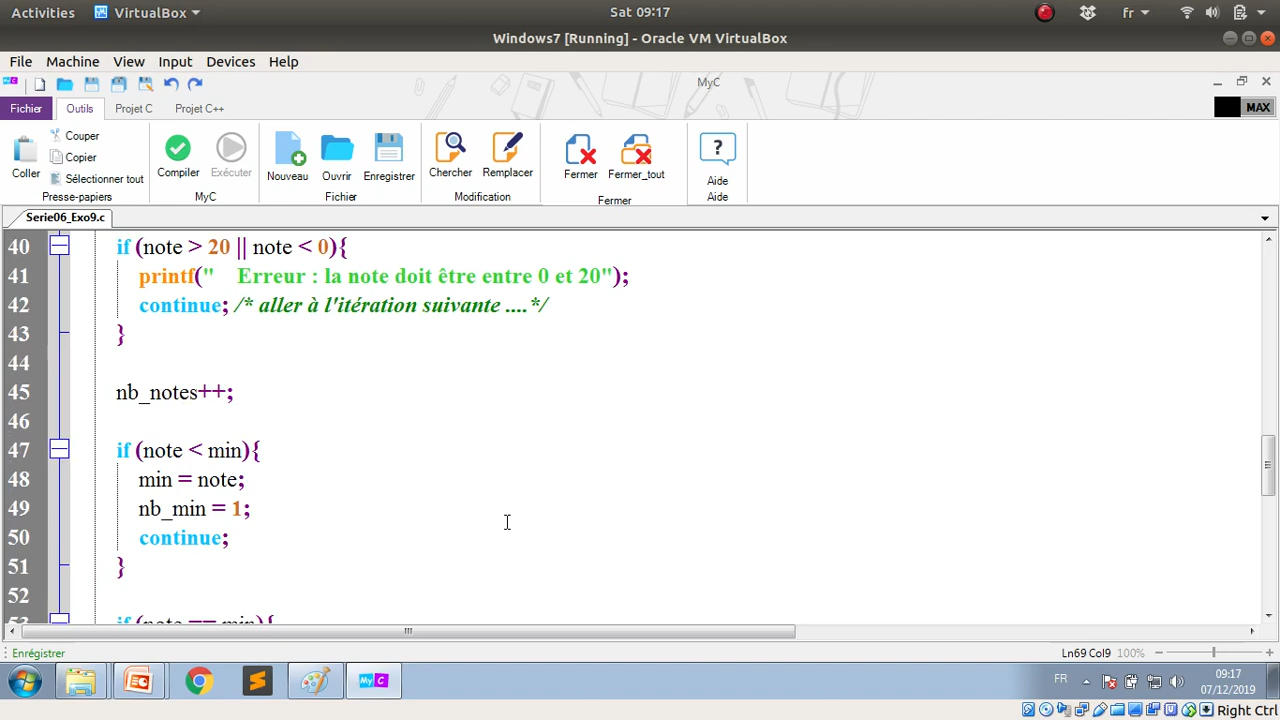 Activities VirtualBox Sat 09:17 fr
Windows7 [Running] - Oracle VM VirtualBox
File Machine View Input Devices Help
MyC
Fichier Outils Projet C Projet C++ MAX
Coller
Couper
Copier
Sélectionner tout
Presse-papiers
Compiler Exécuter
MyC
Nouveau Ouvrir Enregistrer
Fichier
Chercher Remplacer
Modification
Fermer Fermer_tout
Fermer
Aide
Aide
Serie06_Exo9.c
40 if (note > 20 || note < 0){
41 printf("    Erreur : la note doit être entre 0 et 20");
42 continue; /* aller à l'itération suivante ....*/
43 }
44
45 nb_notes++;
46
47 if (note < min){
48 min = note;
49 nb_min = 1;
50 continue;
51 }
52
53 if (note == min){
Enrégistrer Ln69 Col9 100%
FR 09:17
07/12/2019
Right Ctrl